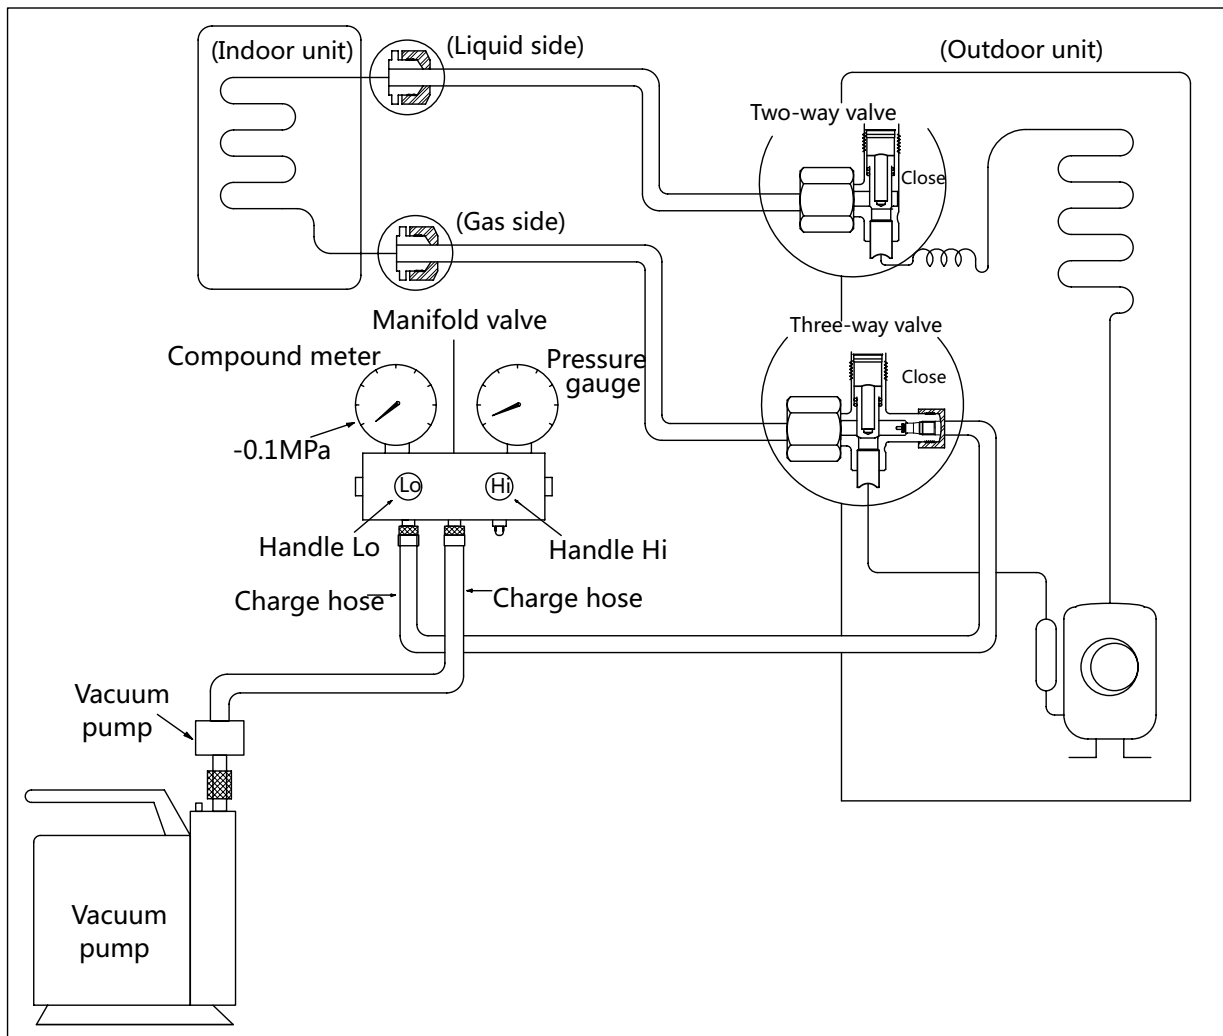 (Indoor unit)
(Liquid side)
(Outdoor unit)
Two-way valve
Close
(Gas side)
Manifold valve
Three-way valve
Compound meter
Pressure
gauge
Close
-0.1MPa
Lo
Hi
Handle Lo
Handle Hi
Charge hose
Charge hose
Vacuum
pump
Vacuum
pump